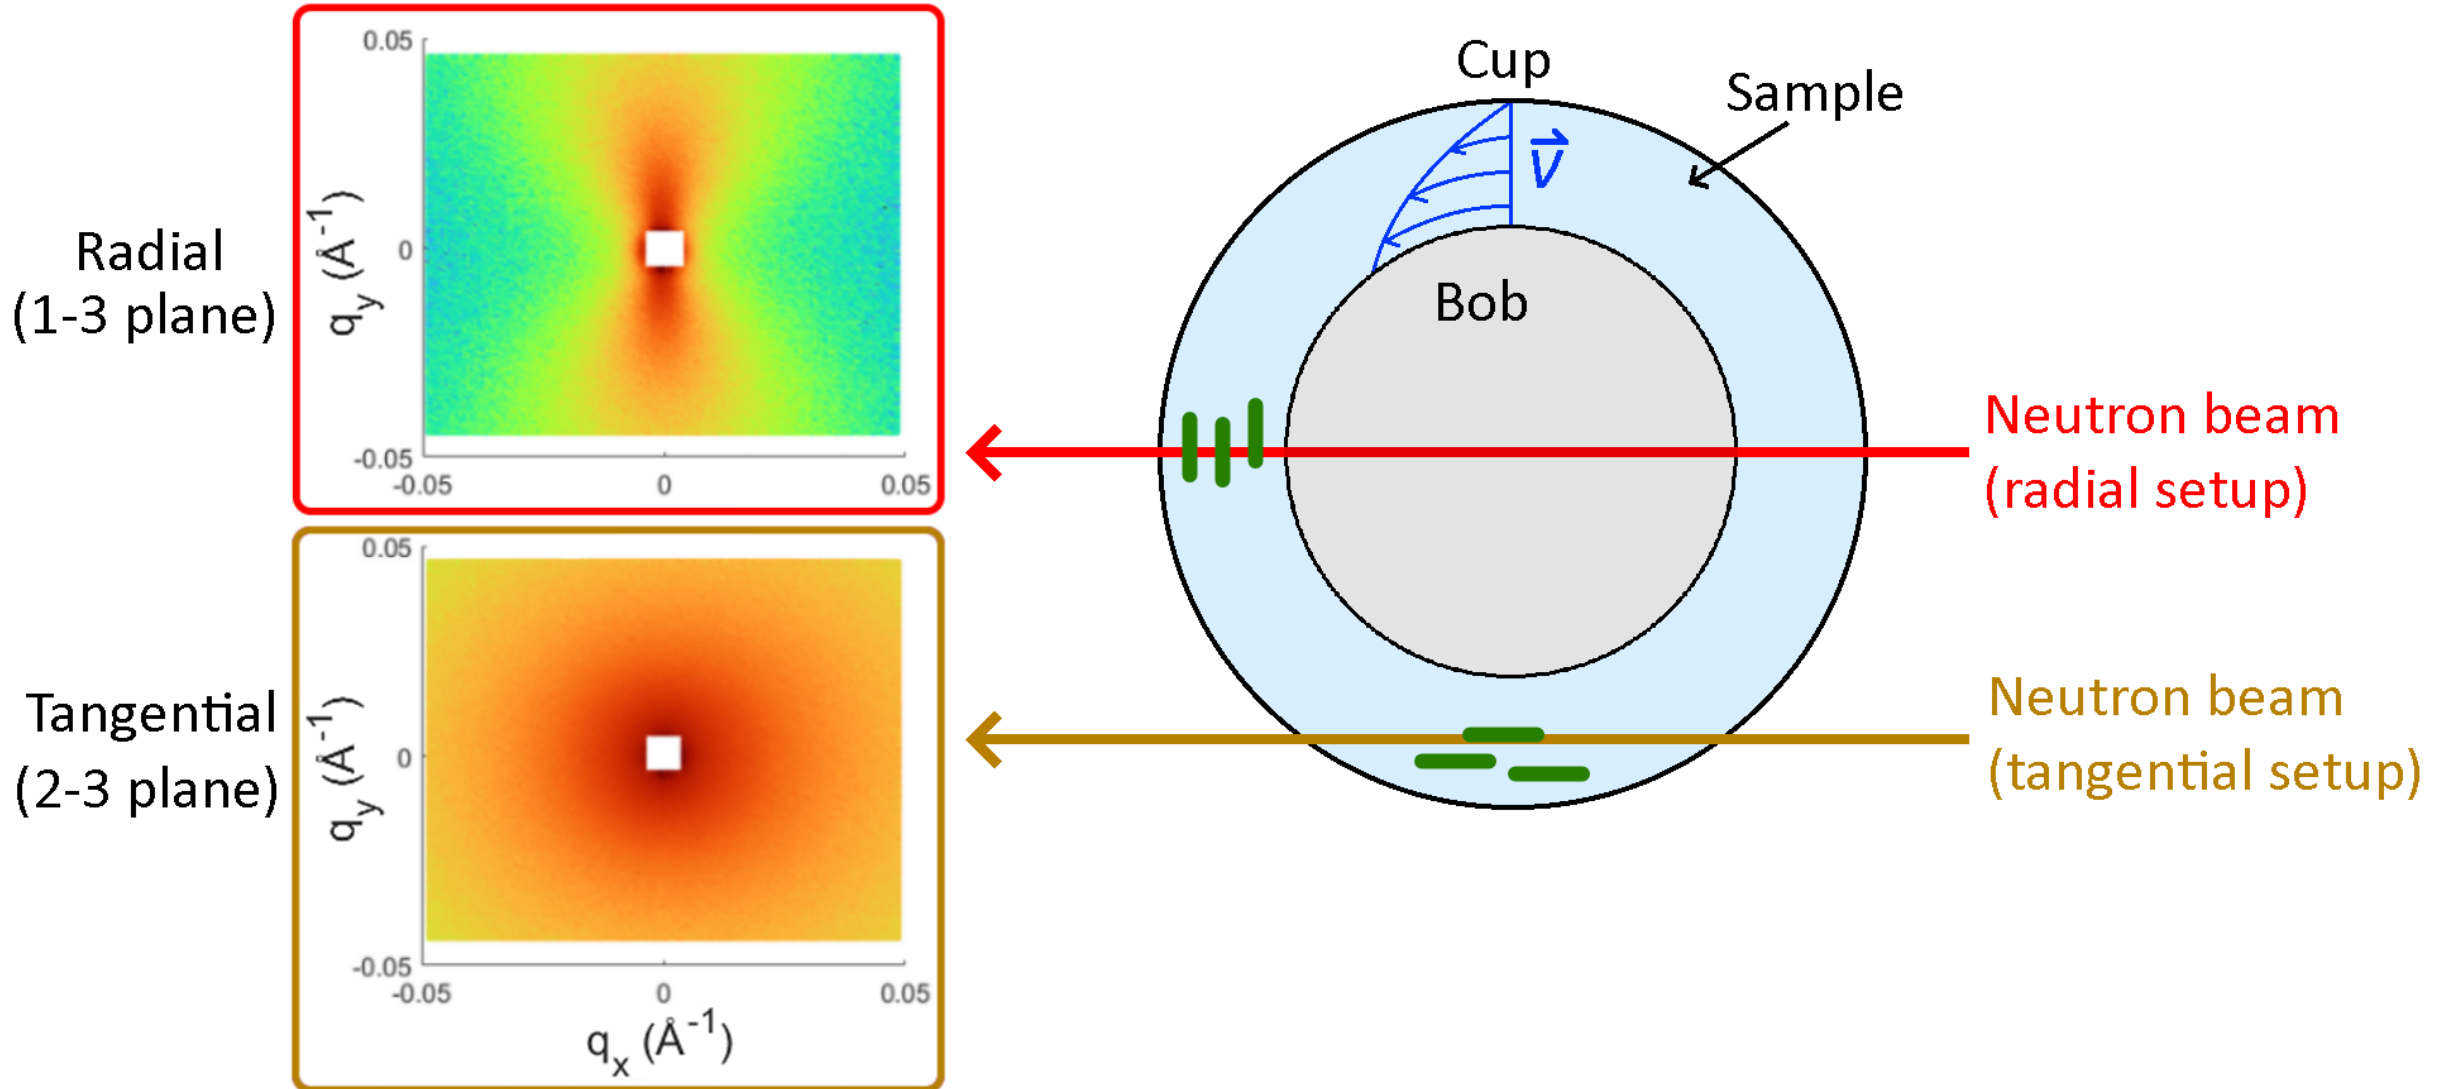 Radial
(1-3 plane)
0.05
0
-0.05
q_y (Å^-1)
-0.05
0
0.05
Tangential
(2-3 plane)
0.05
0
-0.05
q_y (Å^-1)
-0.05
0
0.05
q_x (Å^-1)
Cup
Sample
v⃗
Bob
Neutron beam
(radial setup)
Neutron beam
(tangential setup)